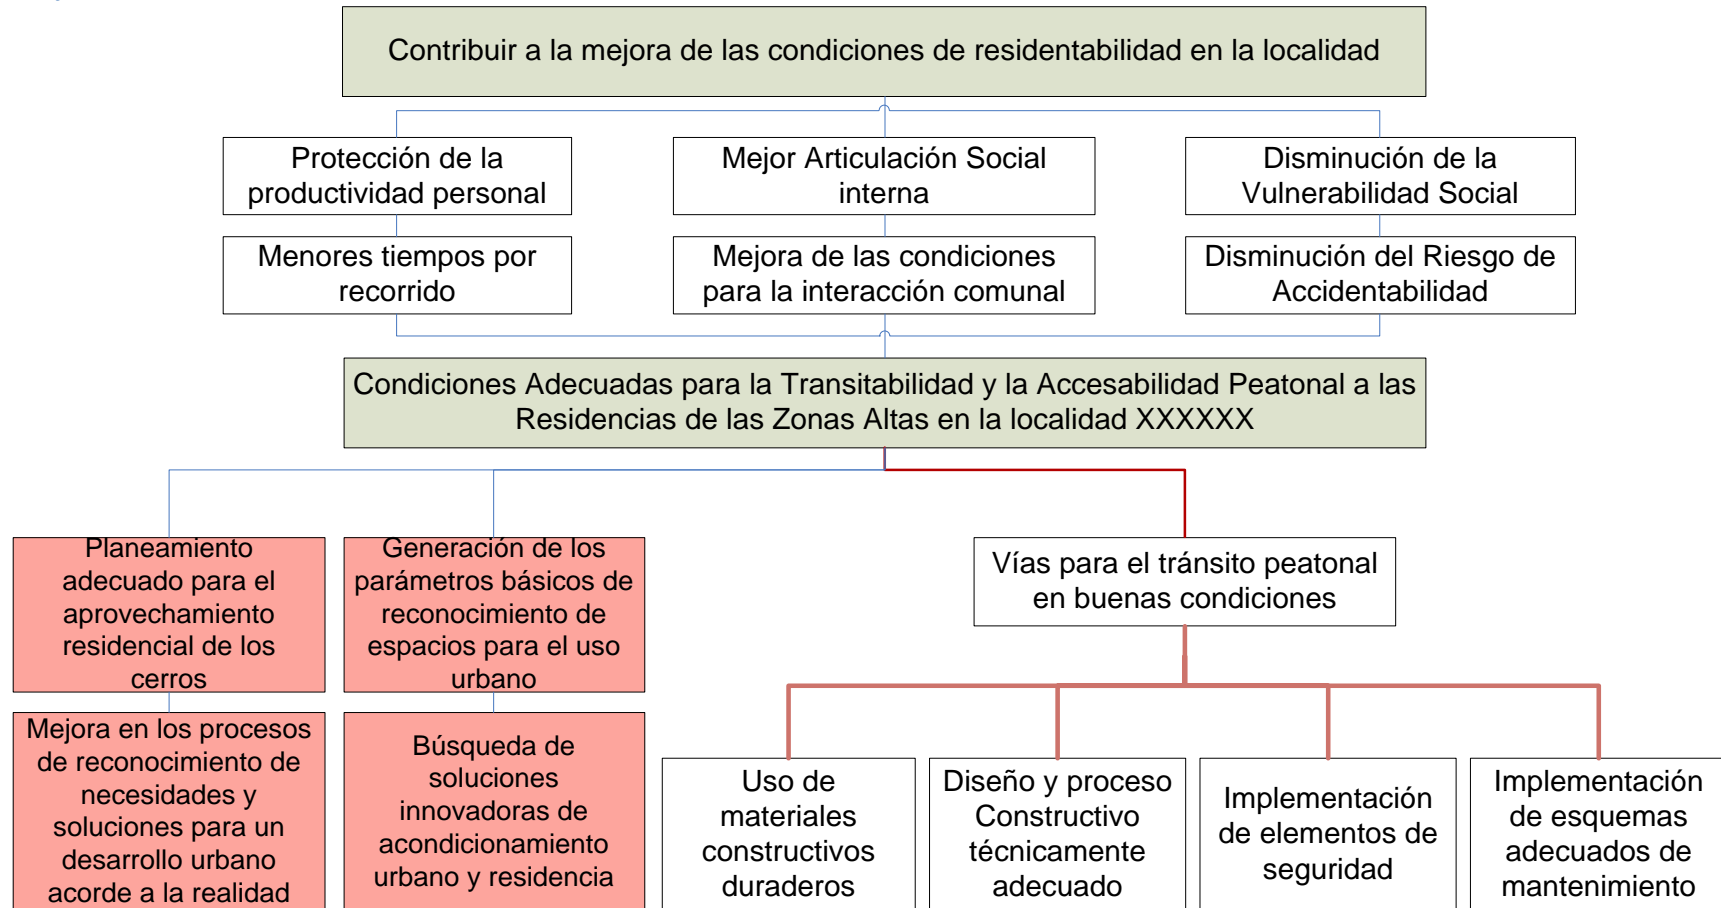 Contribuir a la mejora de las condiciones de residentabilidad en la localidad
Protección de la
productividad personal
Mejor Articulación Social
interna
Disminución de la
Vulnerabilidad Social
Menores tiempos por
recorrido
Mejora de las condiciones
para la interacción comunal
Disminución del Riesgo de
Accidentabilidad
Condiciones Adecuadas para la Transitabilidad y la Accesabilidad Peatonal a las
Residencias de las Zonas Altas en la localidad XXXXXX
Planeamiento
adecuado para el
aprovechamiento
residencial de los
cerros
Generación de los
parámetros básicos de
reconocimiento de
espacios para el uso
urbano
Vías para el tránsito peatonal
en buenas condiciones
Mejora en los procesos
de reconocimiento de
necesidades y
soluciones para un
desarrollo urbano
acorde a la realidad
Búsqueda de
soluciones
innovadoras de
acondicionamiento
urbano y residencia
Uso de
materiales
constructivos
duraderos
Diseño y proceso
Constructivo
técnicamente
adecuado
Implementación
de elementos de
seguridad
Implementación
de esquemas
adecuados de
mantenimiento